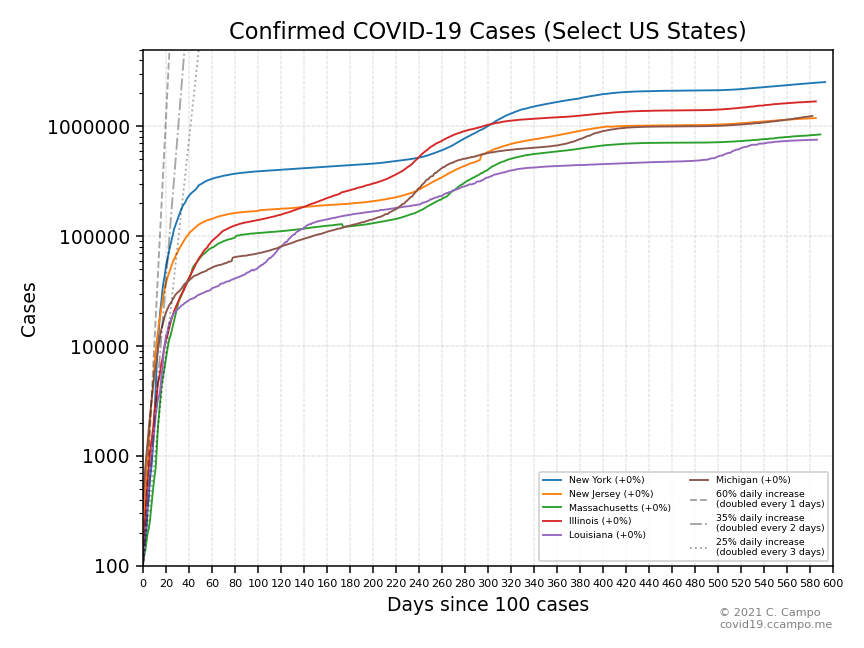 Confirmed COVID-19 Cases (Select US States)
Cases
1000000
100000
10000
1000
100
0 20 40 60 80 100 120 140 160 180 200 220 240 260 280 300 320 340 360 380 400 420 440 460 480 500 520 540 560 580 600
Days since 100 cases
New York (+0%)
New Jersey (+0%)
Massachusetts (+0%)
Illinois (+0%)
Louisiana (+0%)
Michigan (+0%)
60% daily increase
(doubled every 1 days)
35% daily increase
(doubled every 2 days)
25% daily increase
(doubled every 3 days)
© 2021 C. Campo
covid19.ccampo.me